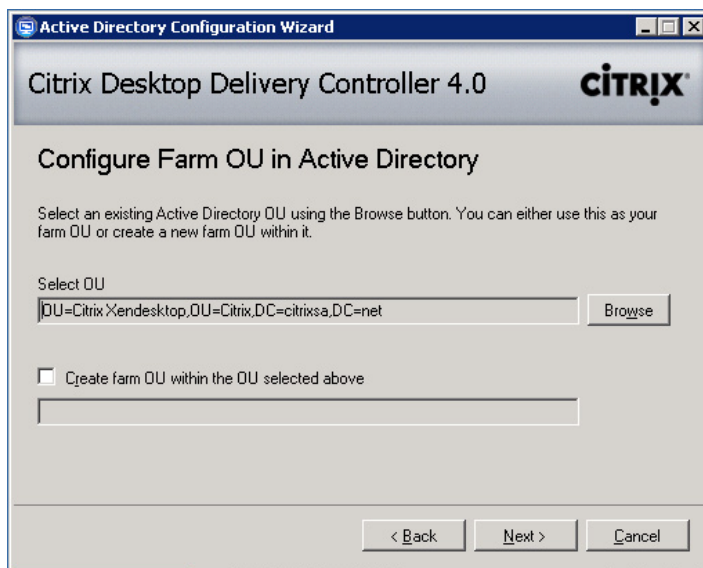 Active Directory Configuration Wizard
Citrix Desktop Delivery Controller 4.0
CİTRIX
Configure Farm OU in Active Directory
Select an existing Active Directory OU using the Browse button. You can either use this as your
farm OU or create a new farm OU within it.
Select OU
OU=Citrix Xendesktop,OU=Citrix,DC=citrixsa,DC=net
Browse
Create farm OU within the OU selected above
< Back
Next >
Cancel